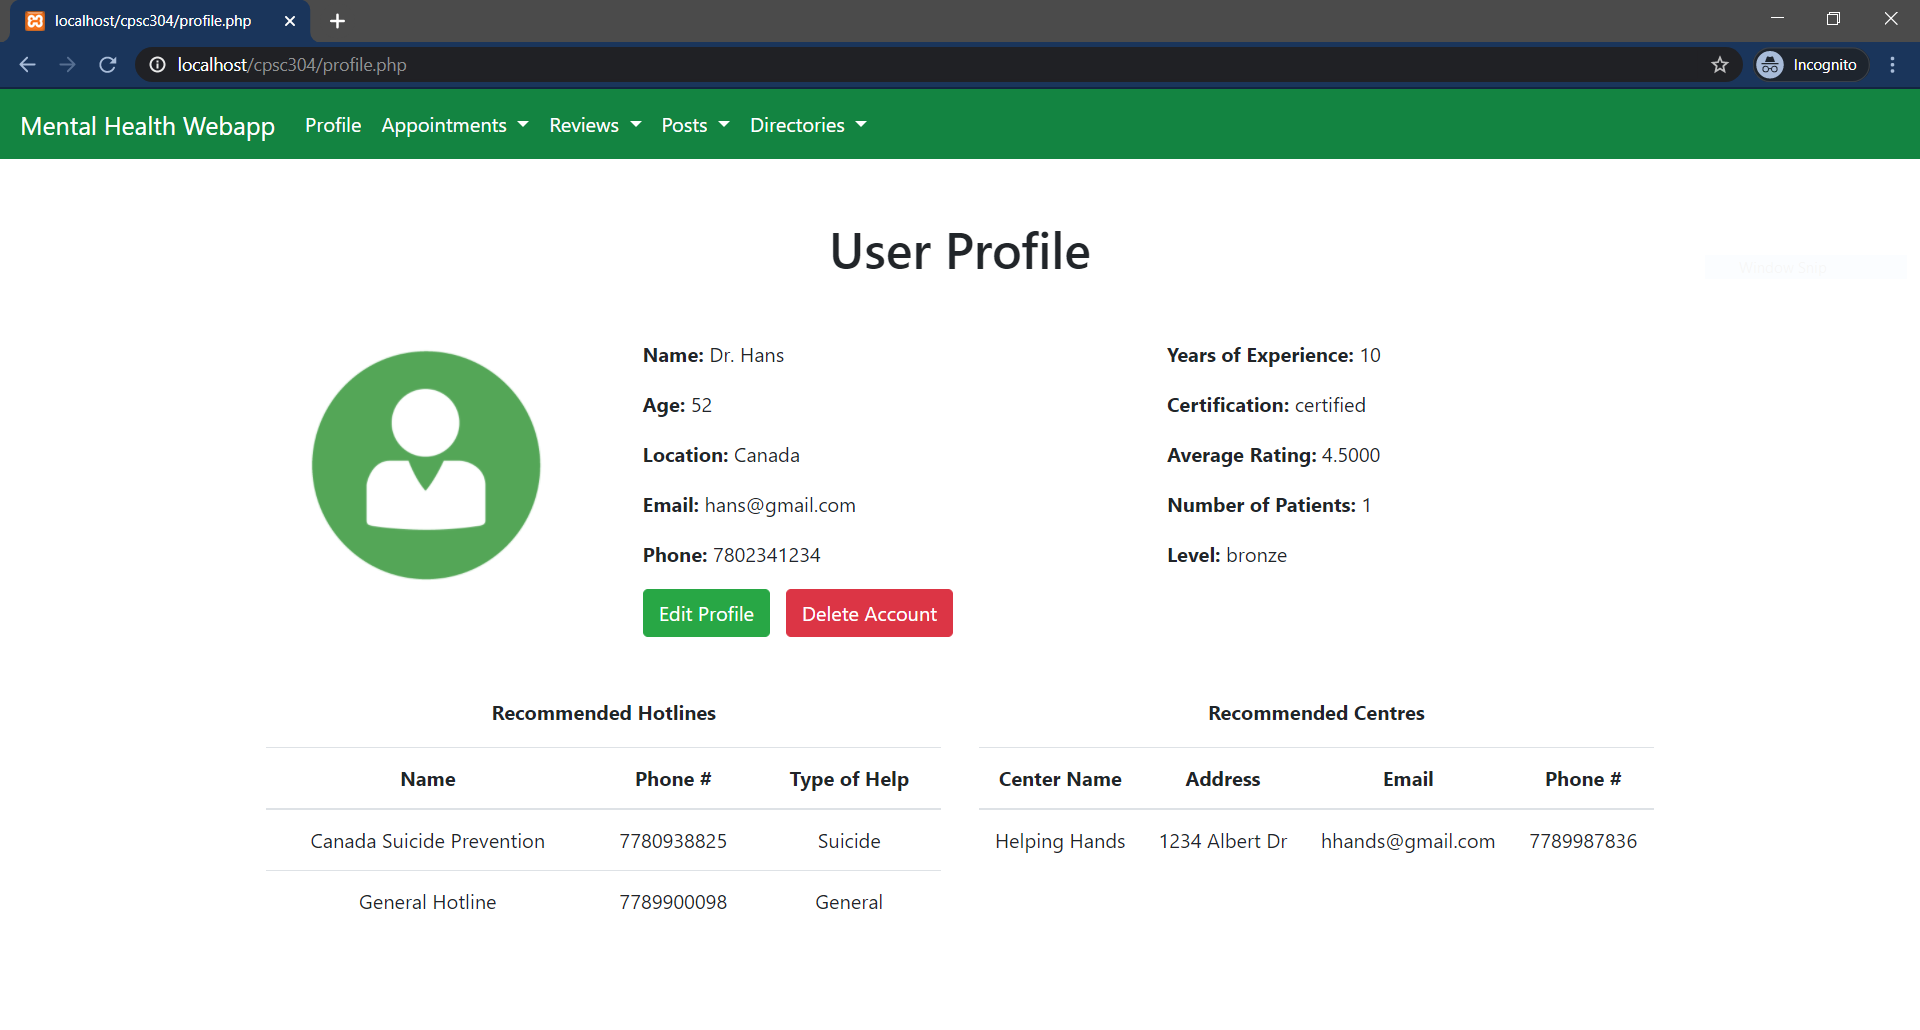 localhost/cpsc304/profile.php
localhost/cpsc304/profile.php
Incognito
Mental Health Webapp
Profile
Appointments
Reviews
Posts
Directories
User Profile
Window Snip
Name: Dr. Hans
Age: 52
Location: Canada
Email: hans@gmail.com
Phone: 7802341234
Edit Profile
Delete Account
Years of Experience: 10
Certification: certified
Average Rating: 4.5000
Number of Patients: 1
Level: bronze
Recommended Hotlines
Name Phone # Type of Help
Canada Suicide Prevention 7780938825 Suicide
General Hotline 7789900098 General
Recommended Centres
Center Name Address Email Phone #
Helping Hands 1234 Albert Dr hhands@gmail.com 7789987836